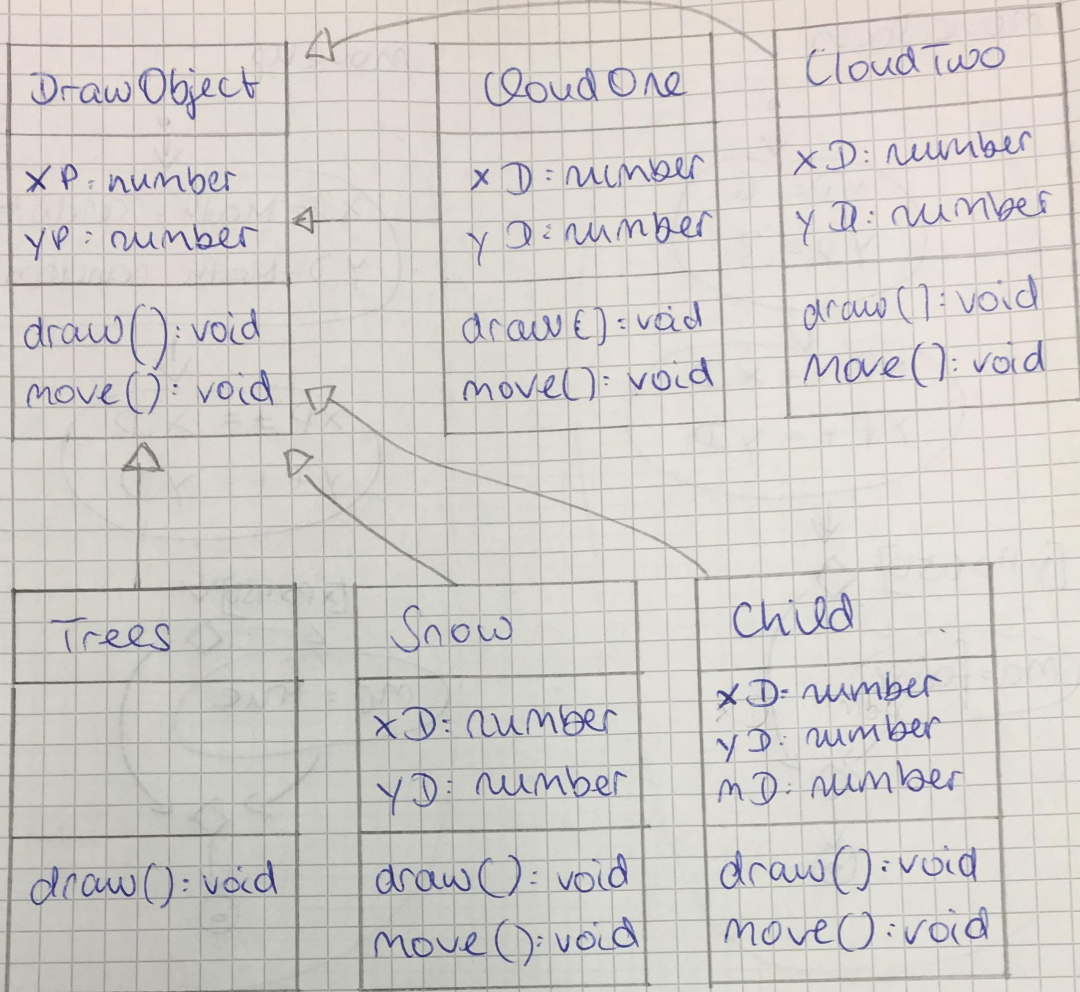 DrawObject
xP: number
yP: number
draw(): void
move(): void
CloudOne
xD: number
yD: number
draw(): void
move(): void
CloudTwo
xD: number
yD: number
draw(): void
move(): void
Trees
draw(): void
Snow
xD: number
yD: number
draw(): void
move(): void
Child
xD: number
yD: number
nD: number
draw(): void
move(): void